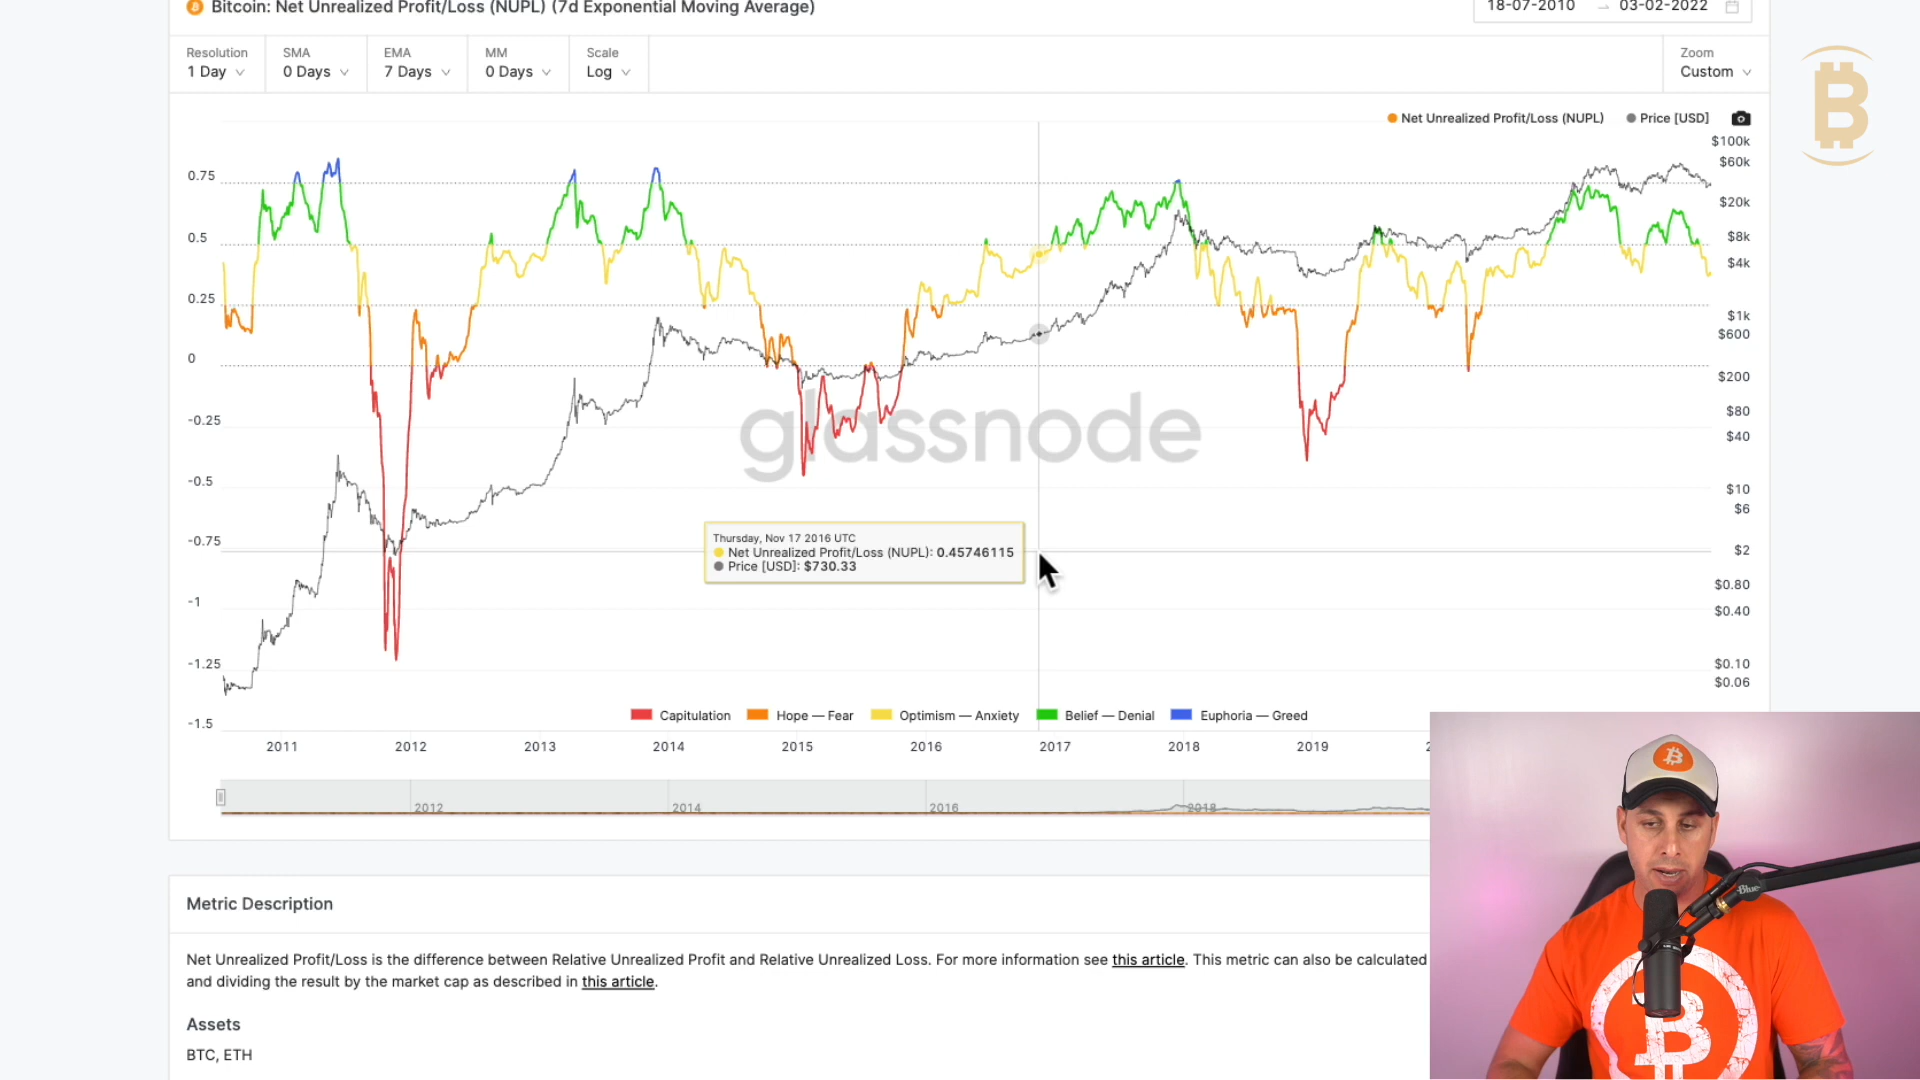 Bitcoin: Net Unrealized Profit/Loss (NUPL) (7d Exponential Moving Average)
18-07-2010 → 03-02-2022
Resolution SMA EMA MM Scale Zoom
1 Day 0 Days 7 Days 0 Days Log Custom
Net Unrealized Profit/Loss (NUPL) Price [USD]
$100k
$60k
0.75
$20k
0.5
$8k
$4k
0.25
$1k
$600
0
$200
$80
-0.25
$40
glassnode
-0.5
$10
$6
Thursday, Nov 17 2016 UTC
-0.75
Net Unrealized Profit/Loss (NUPL): 0.45746115
$2
Price [USD]: $730.33
$0.80
-1
$0.40
-1.25
$0.10
$0.06
Capitulation Hope — Fear Optimism — Anxiety Belief — Denial Euphoria — Greed
-1.5
2011 2012 2013 2014 2015 2016 2017 2018 2019
2012 2014 2016 2018
Metric Description
Net Unrealized Profit/Loss is the difference between Relative Unrealized Profit and Relative Unrealized Loss. For more information see this article. This metric can also be calculated
and dividing the result by the market cap as described in this article.
Assets
BTC, ETH
Blue